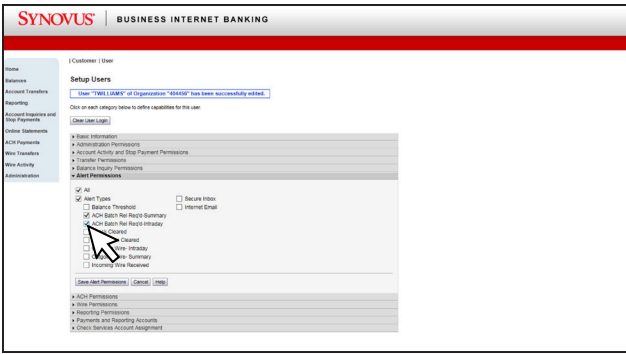 SYNOVUS® | BUSINESS INTERNET BANKING
Home
Balances
Account Transfers
Reporting
Account Inquiries and
Stop Payments
Online Statements
ACH Payments
Wire Transfers
Wire Activity
Administration
| Customer | User
Setup Users
User "TWILLIAMS" of Organization "404456" has been successfully edited.
Click on each category below to define capabilities for this user.
Clear User Login
Basic Information
Administration Permissions
Account Activity and Stop Payment Permissions
Transfer Permissions
Balance Inquiry Permissions
Alert Permissions
All
Alert Types
Secure Inbox
Balance Threshold
Internet Email
ACH Batch Rel Req'd-Summary
ACH Batch Rel Req'd-Intraday
Cleared
Cleared
Wire- Intraday
Wire- Summary
Incoming Wire Received
Save Alert Permissions
Cancel
Help
ACH Permissions
Wire Permissions
Reporting Permissions
Payments and Reporting Accounts
Check Services Account Assignment